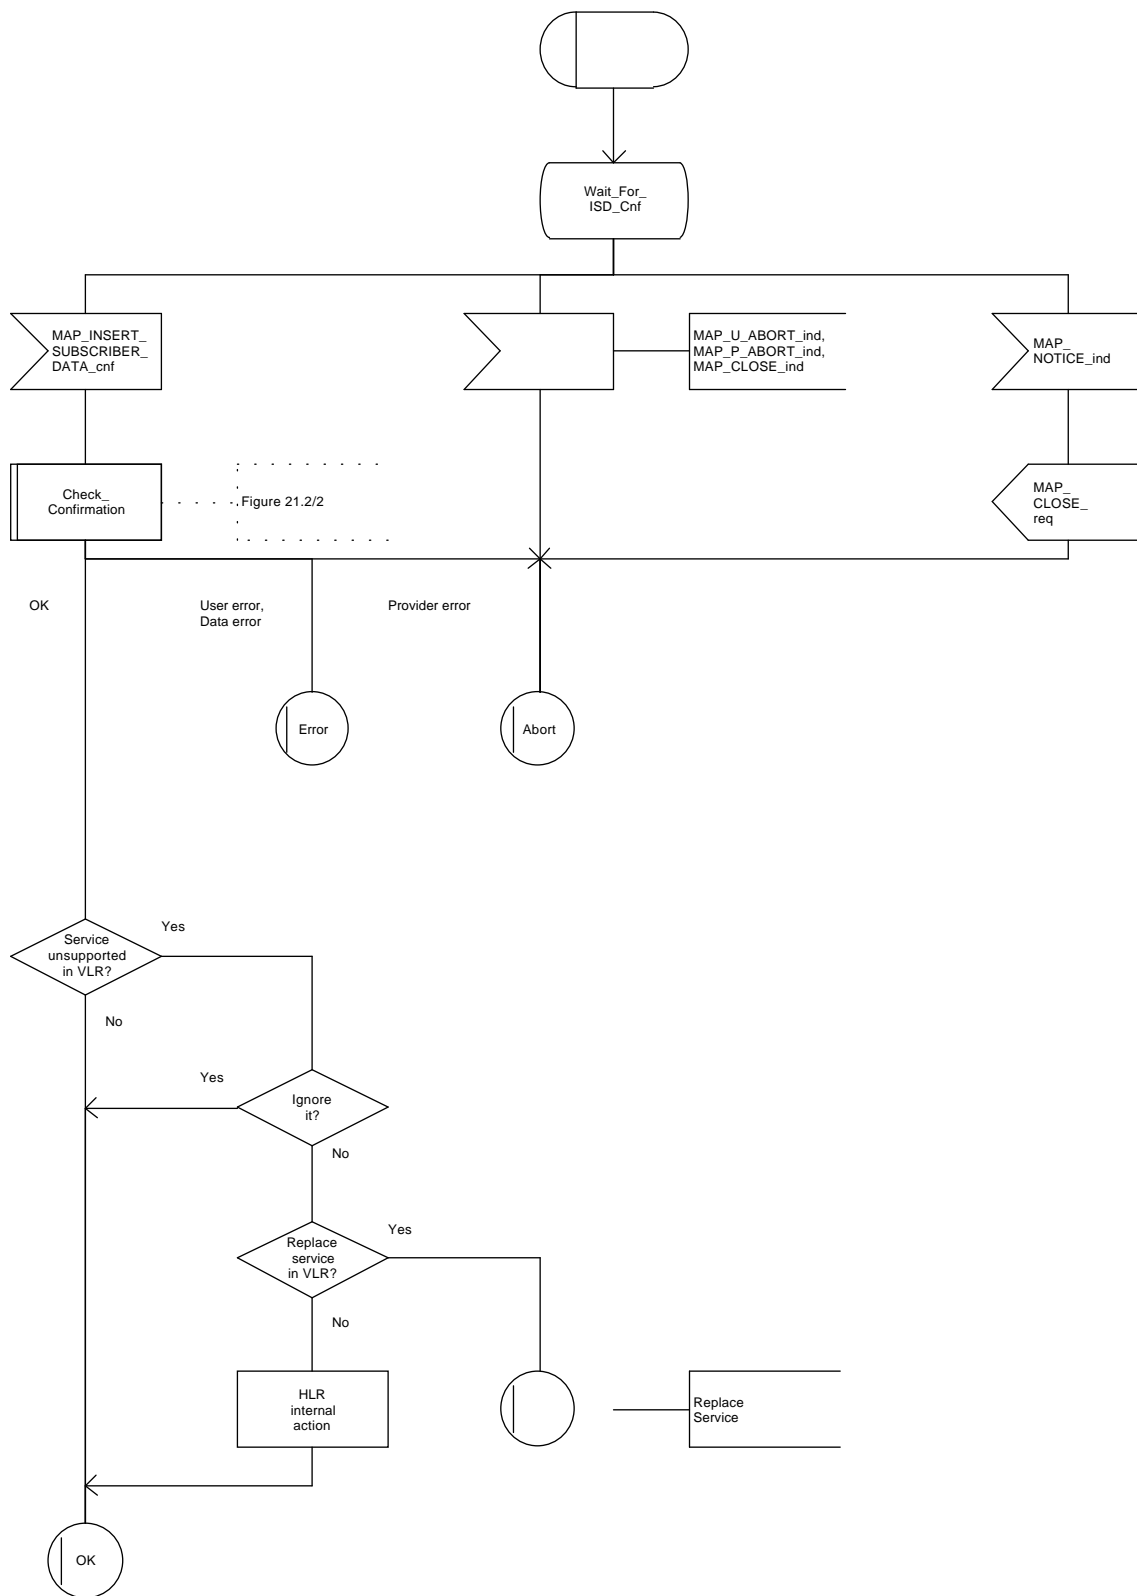 Wait_For_
ISD_Cnf
MAP_INSERT_
SUBSCRIBER_
DATA_cnf
MAP_U_ABORT_ind,
MAP_P_ABORT_ind,
MAP_CLOSE_ind
MAP_
NOTICE_ind
Check_
Confirmation
Figure 21.2/2
MAP_
CLOSE_
req
OK
User error,
Data error
Provider error
Error
Abort
Service
unsupported
in VLR?
Yes
No
Yes
Ignore
it?
No
Replace
service
in VLR?
Yes
No
HLR
internal
action
Replace
Service
OK